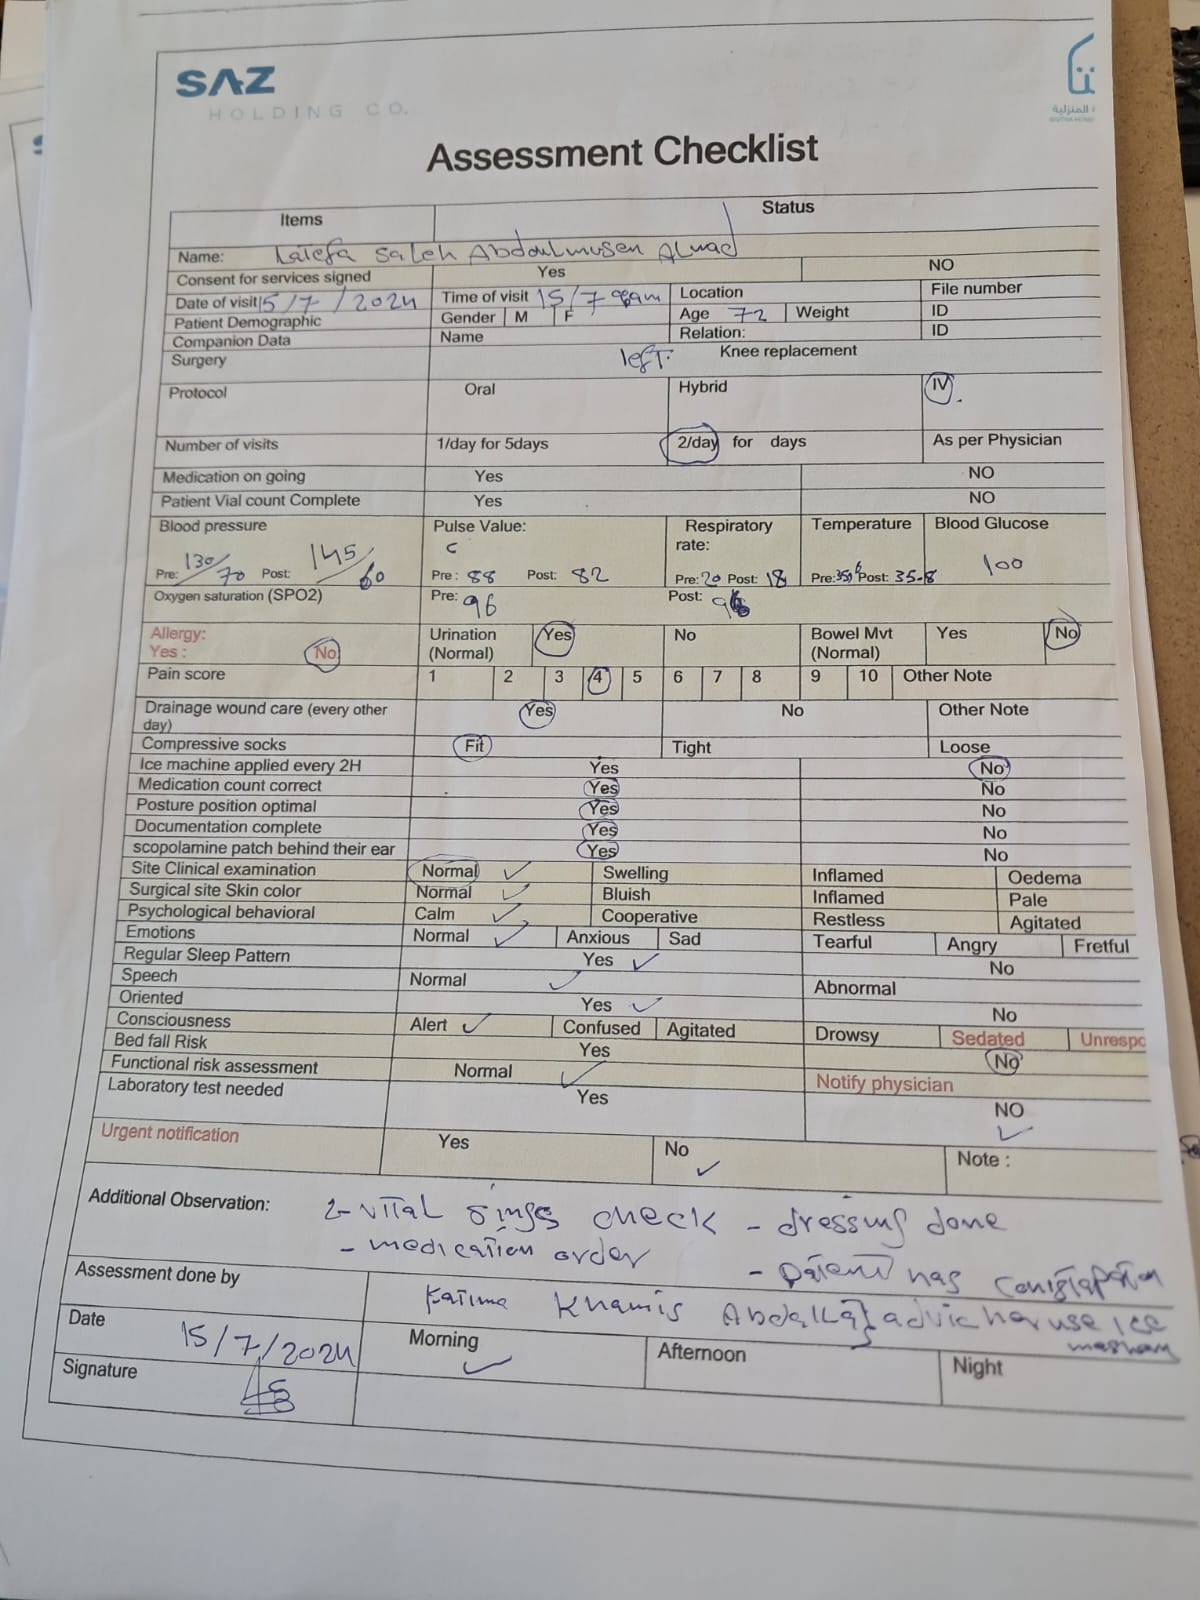 SAZ
HOLDING CO.
المنزلية
Assessment Checklist
Items Status
Name: Latefa Saleh Abdoulmusen
Consent for services signed Yes NO
Date of visit 15/7/2024 Time of visit 15/7 am Location File number
Patient Demographic Gender M F Age 72 Weight ID
Companion Data Name Relation: ID
Surgery left. Knee replacement
Protocol Oral Hybrid IV
Number of visits 1/day for 5days 2/day for days As per Physician
Medication on going Yes NO
Patient Vial count Complete Yes NO
Blood pressure Pulse Value: Respiratory rate: Temperature Blood Glucose
Pre: 130/70 Post: 145/60 Pre: 88 Post: 82 Pre: 20 Post: 18 Pre: Post: 35.8 100
Oxygen saturation (SPO2) Pre: 96 Post:
Allergy: Urination Yes No Bowel Mvt Yes No
Yes : No (Normal) (Normal)
Pain score 1 2 3 4 5 6 7 8 9 10 Other Note
Drainage wound care (every other day) Yes No Other Note
Compressive socks Fit Tight Loose
Ice machine applied every 2H Yes No
Medication count correct Yes No
Posture position optimal Yes No
Documentation complete Yes No
scopolamine patch behind their ear Yes No
Site Clinical examination Normal ✓ Swelling Inflamed Oedema
Surgical site Skin color Normal ✓ Bluish Inflamed Pale
Psychological behavioral Calm ✓ Cooperative Restless Agitated
Emotions Normal ✓ Anxious Sad Tearful Angry Fretful
Regular Sleep Pattern Yes ✓ No
Speech Normal ✓ Abnormal
Oriented Yes ✓ No
Consciousness Alert ✓ Confused Agitated Drowsy Sedated Unrespo
Bed fall Risk Yes No
Functional risk assessment Normal ✓ Notify physician
Laboratory test needed Yes NO ✓
Urgent notification Yes No ✓ Note :
Additional Observation: vital sings check - dressing done
- medication order - patient has
Assessment done by Fatima Khamis Abdalla advic her use ice
Date 15/7/2024 Morning ✓ Afternoon Night
Signature